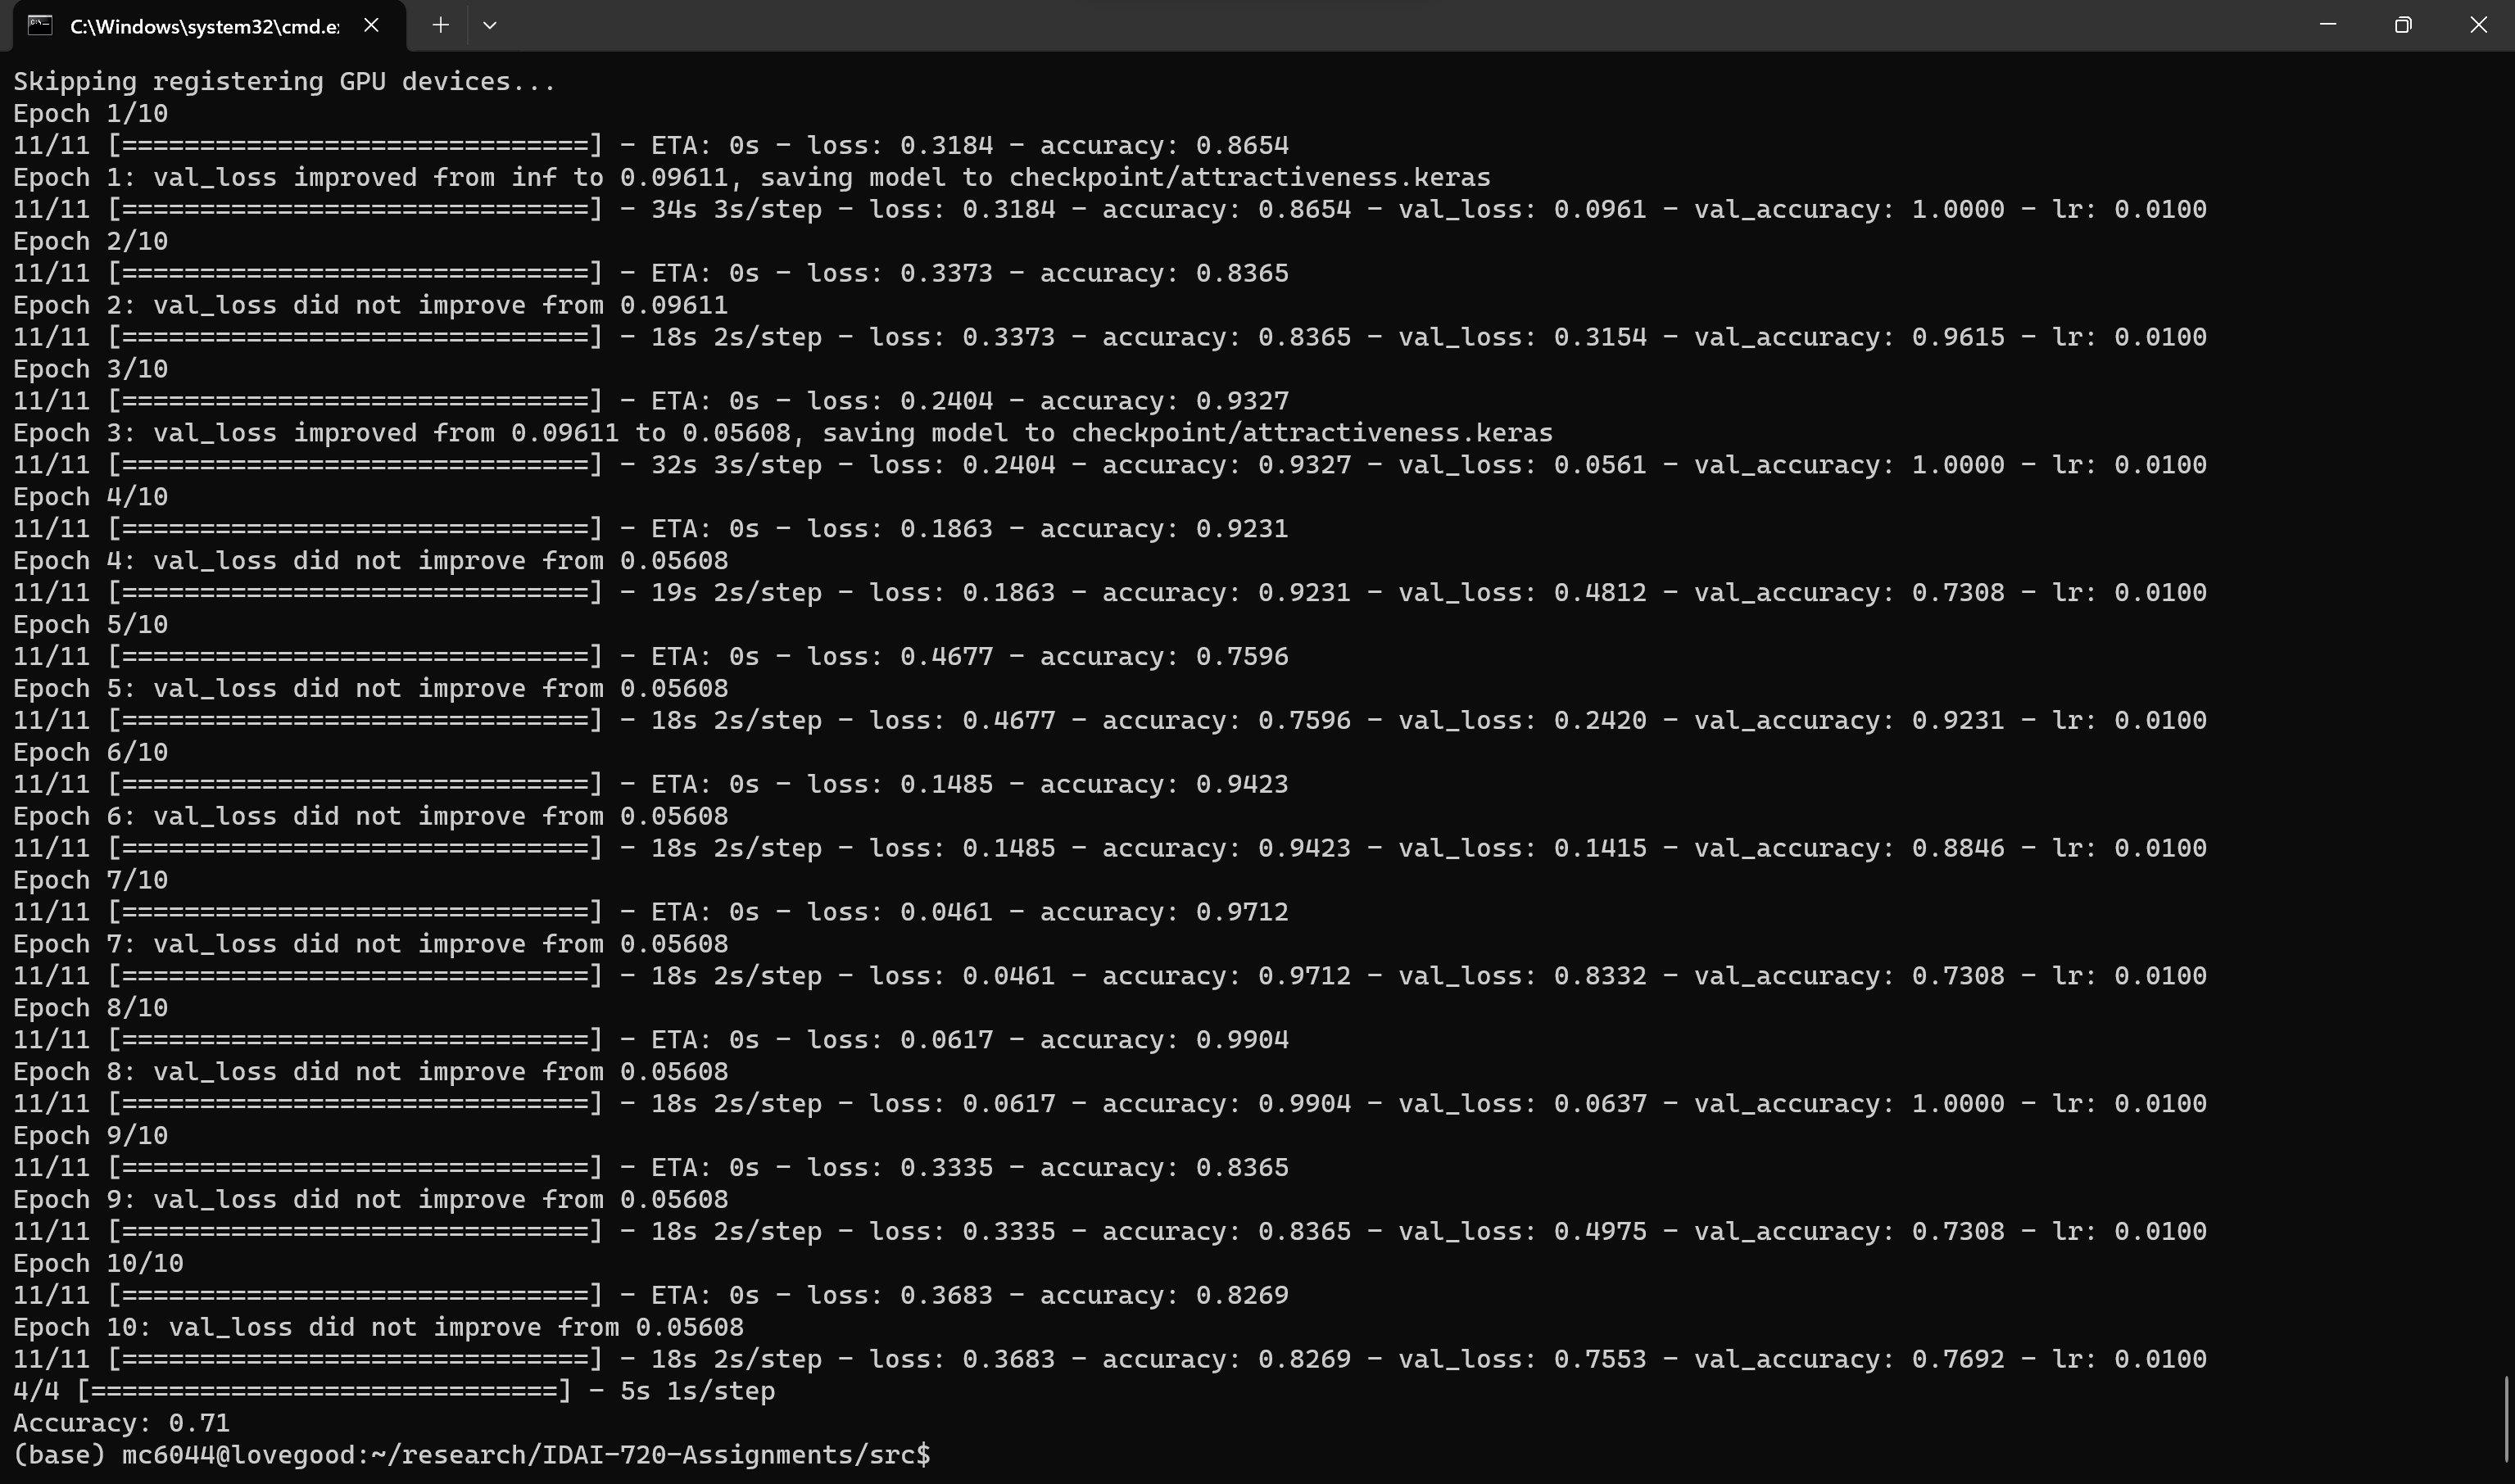 C:\Windows\system32\cmd.e
Skipping registering GPU devices...
Epoch 1/10
11/11 [==============================] - ETA: 0s - loss: 0.3184 - accuracy: 0.8654
Epoch 1: val_loss improved from inf to 0.09611, saving model to checkpoint/attractiveness.keras
11/11 [==============================] - 34s 3s/step - loss: 0.3184 - accuracy: 0.8654 - val_loss: 0.0961 - val_accuracy: 1.0000 - lr: 0.0100
Epoch 2/10
11/11 [==============================] - ETA: 0s - loss: 0.3373 - accuracy: 0.8365
Epoch 2: val_loss did not improve from 0.09611
11/11 [==============================] - 18s 2s/step - loss: 0.3373 - accuracy: 0.8365 - val_loss: 0.3154 - val_accuracy: 0.9615 - lr: 0.0100
Epoch 3/10
11/11 [==============================] - ETA: 0s - loss: 0.2404 - accuracy: 0.9327
Epoch 3: val_loss improved from 0.09611 to 0.05608, saving model to checkpoint/attractiveness.keras
11/11 [==============================] - 32s 3s/step - loss: 0.2404 - accuracy: 0.9327 - val_loss: 0.0561 - val_accuracy: 1.0000 - lr: 0.0100
Epoch 4/10
11/11 [==============================] - ETA: 0s - loss: 0.1863 - accuracy: 0.9231
Epoch 4: val_loss did not improve from 0.05608
11/11 [==============================] - 19s 2s/step - loss: 0.1863 - accuracy: 0.9231 - val_loss: 0.4812 - val_accuracy: 0.7308 - lr: 0.0100
Epoch 5/10
11/11 [==============================] - ETA: 0s - loss: 0.4677 - accuracy: 0.7596
Epoch 5: val_loss did not improve from 0.05608
11/11 [==============================] - 18s 2s/step - loss: 0.4677 - accuracy: 0.7596 - val_loss: 0.2420 - val_accuracy: 0.9231 - lr: 0.0100
Epoch 6/10
11/11 [==============================] - ETA: 0s - loss: 0.1485 - accuracy: 0.9423
Epoch 6: val_loss did not improve from 0.05608
11/11 [==============================] - 18s 2s/step - loss: 0.1485 - accuracy: 0.9423 - val_loss: 0.1415 - val_accuracy: 0.8846 - lr: 0.0100
Epoch 7/10
11/11 [==============================] - ETA: 0s - loss: 0.0461 - accuracy: 0.9712
Epoch 7: val_loss did not improve from 0.05608
11/11 [==============================] - 18s 2s/step - loss: 0.0461 - accuracy: 0.9712 - val_loss: 0.8332 - val_accuracy: 0.7308 - lr: 0.0100
Epoch 8/10
11/11 [==============================] - ETA: 0s - loss: 0.0617 - accuracy: 0.9904
Epoch 8: val_loss did not improve from 0.05608
11/11 [==============================] - 18s 2s/step - loss: 0.0617 - accuracy: 0.9904 - val_loss: 0.0637 - val_accuracy: 1.0000 - lr: 0.0100
Epoch 9/10
11/11 [==============================] - ETA: 0s - loss: 0.3335 - accuracy: 0.8365
Epoch 9: val_loss did not improve from 0.05608
11/11 [==============================] - 18s 2s/step - loss: 0.3335 - accuracy: 0.8365 - val_loss: 0.4975 - val_accuracy: 0.7308 - lr: 0.0100
Epoch 10/10
11/11 [==============================] - ETA: 0s - loss: 0.3683 - accuracy: 0.8269
Epoch 10: val_loss did not improve from 0.05608
11/11 [==============================] - 18s 2s/step - loss: 0.3683 - accuracy: 0.8269 - val_loss: 0.7553 - val_accuracy: 0.7692 - lr: 0.0100
4/4 [==============================] - 5s 1s/step
Accuracy: 0.71
(base) mc6044@lovegood:~/research/IDAI-720-Assignments/src$